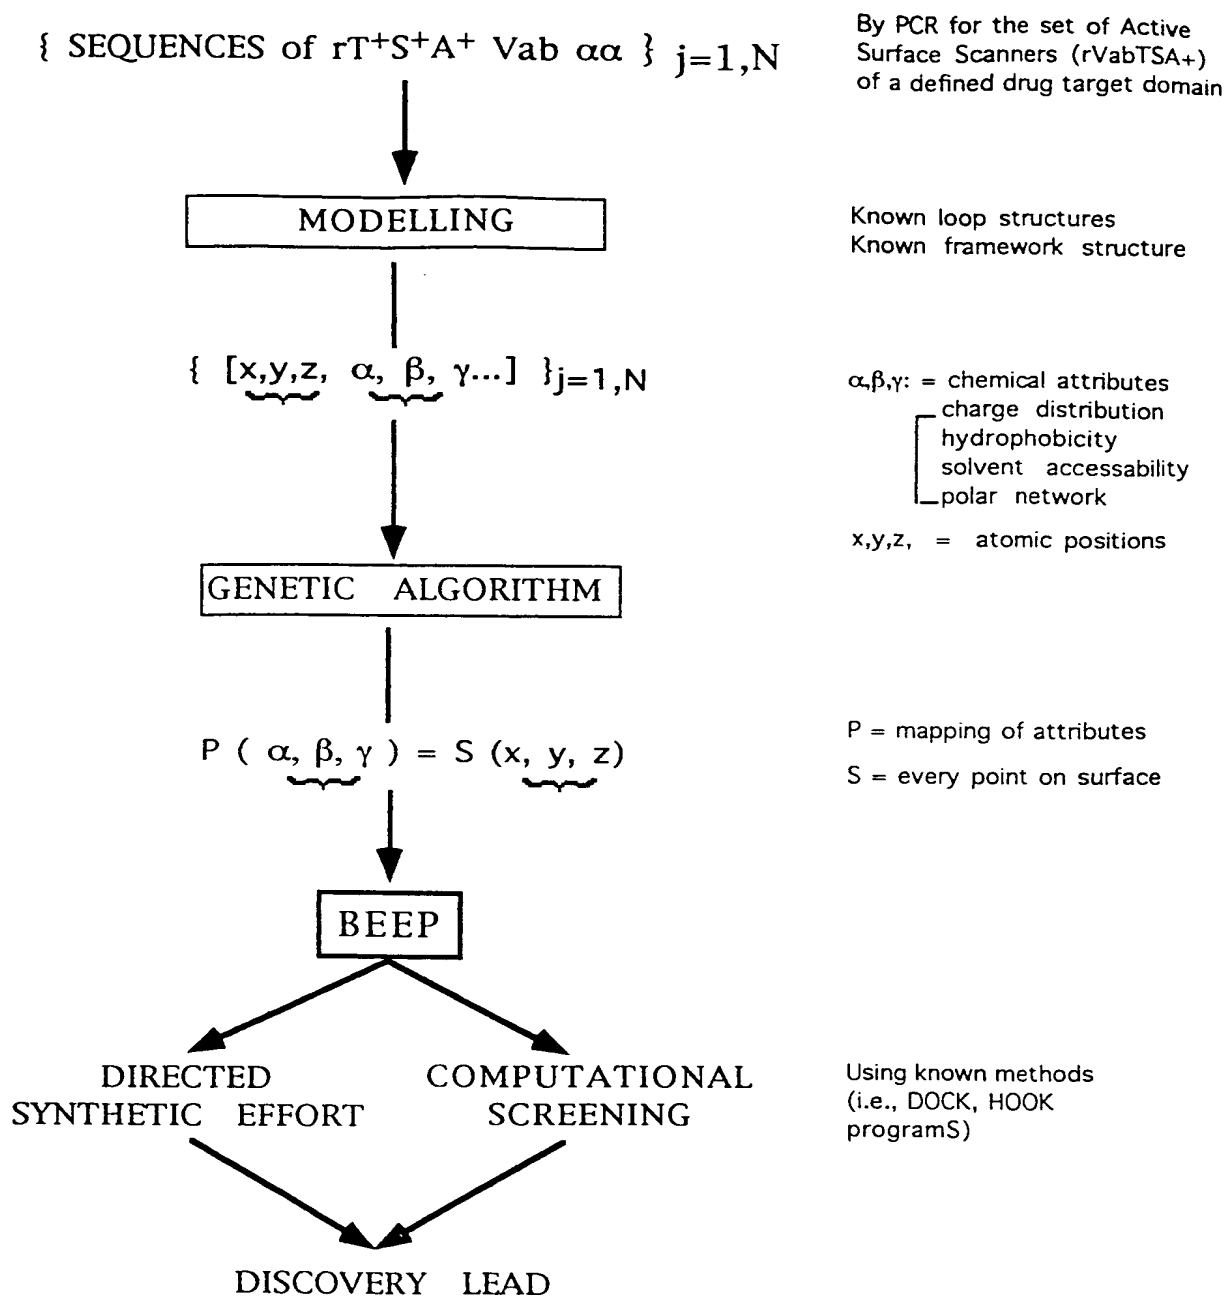 { SEQUENCES of rT⁺S⁺A⁺ Vab αα } j=1,N
By PCR for the set of Active
Surface Scanners (rVabTSA+)
of a defined drug target domain
MODELLING
Known loop structures
Known framework structure
{ [x,y,z, α, β, γ...] }j=1,N
α,β,γ: = chemical attributes
charge distribution
hydrophobicity
solvent accessability
polar network
x,y,z, = atomic positions
GENETIC ALGORITHM
P ( α, β, γ ) = S (x, y, z)
P = mapping of attributes
S = every point on surface
BEEP
DIRECTED
SYNTHETIC EFFORT
COMPUTATIONAL
SCREENING
Using known methods
(i.e., DOCK, HOOK
programS)
DISCOVERY LEAD